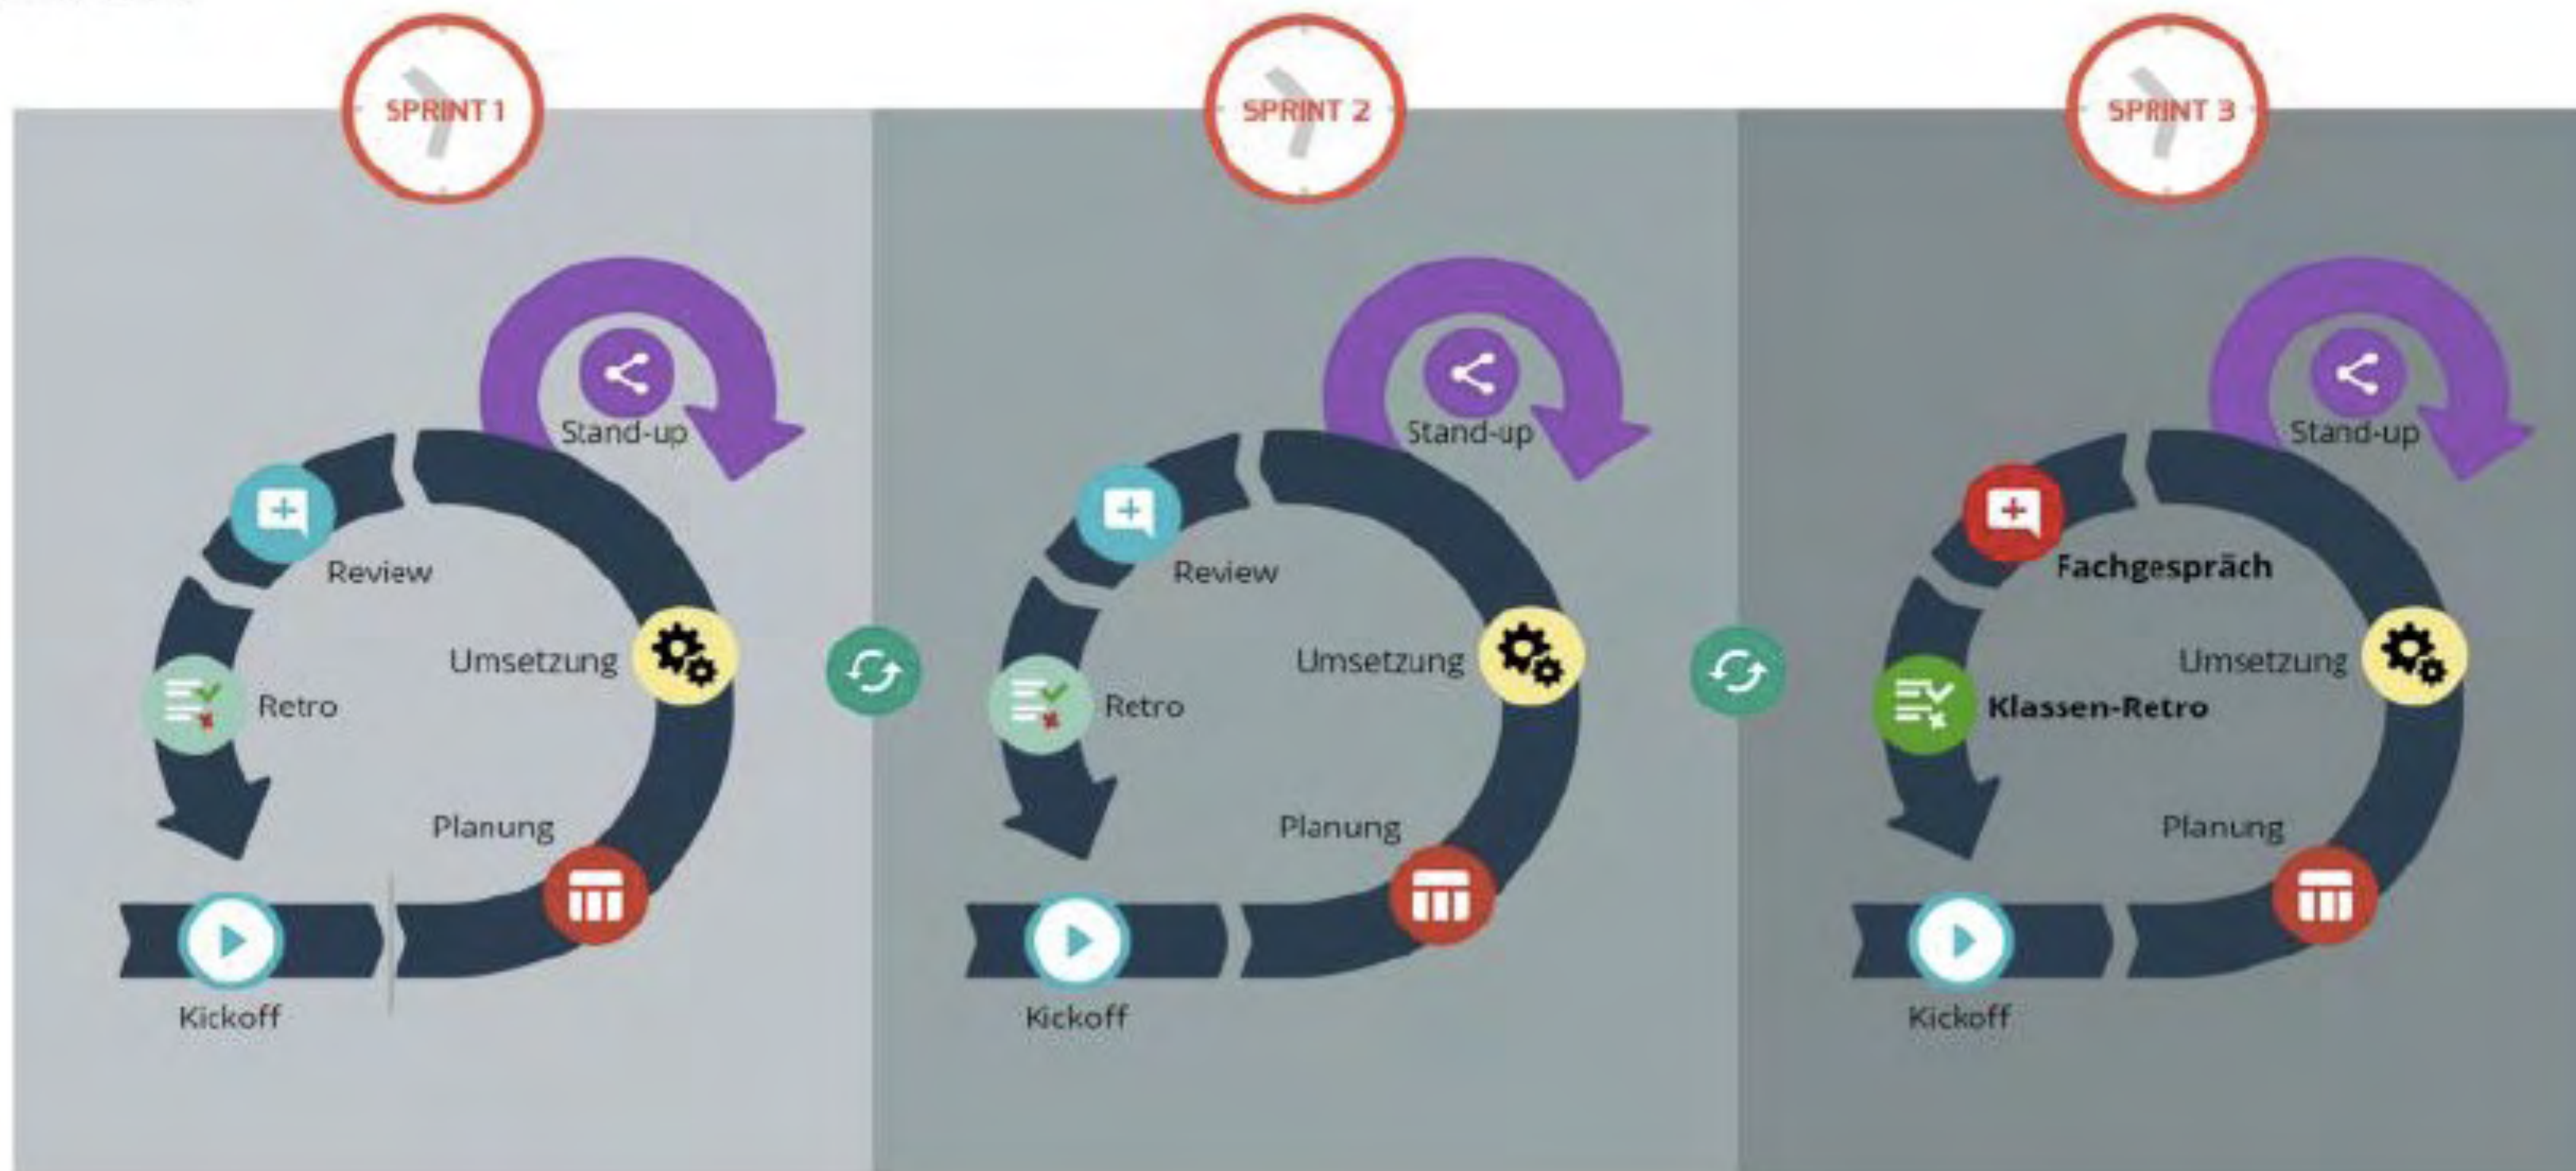 SPRINT 1
Stand-up
Review
Umsetzung
Retro
Planung
Kickoff
SPRINT 2
Stand-up
Review
Umsetzung
Retro
Planung
Kickoff
SPRINT 3
Stand-up
Fachgespräch
Umsetzung
Klassen-Retro
Planung
Kickoff